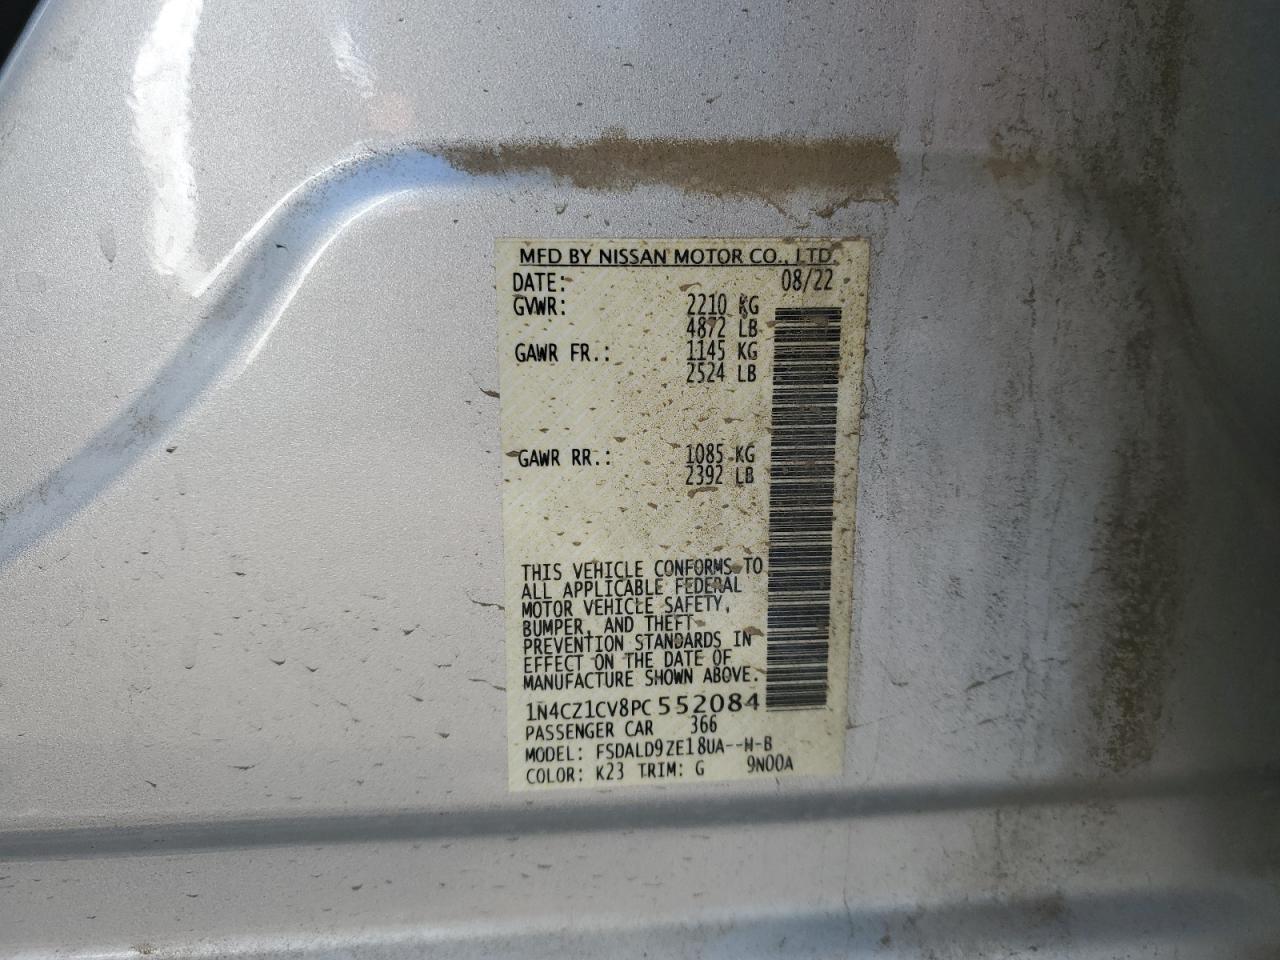 MFD BY NISSAN MOTOR CO., LTD.
DATE: 08/22
GVWR: 2210 KG
4872 LB
GAWR FR.: 1145 KG
2524 LB
GAWR RR.: 1085 KG
2392 LB
THIS VEHICLE CONFORMS TO
ALL APPLICABLE FEDERAL
MOTOR VEHICLE SAFETY,
BUMPER, AND THEFT
PREVENTION STANDARDS IN
EFFECT ON THE DATE OF
MANUFACTURE SHOWN ABOVE.
1N4CZ1CV8PC552084
PASSENGER CAR 366
MODEL: FSDALD9ZE18UA--H-B
COLOR: K23 TRIM: G 9N00A